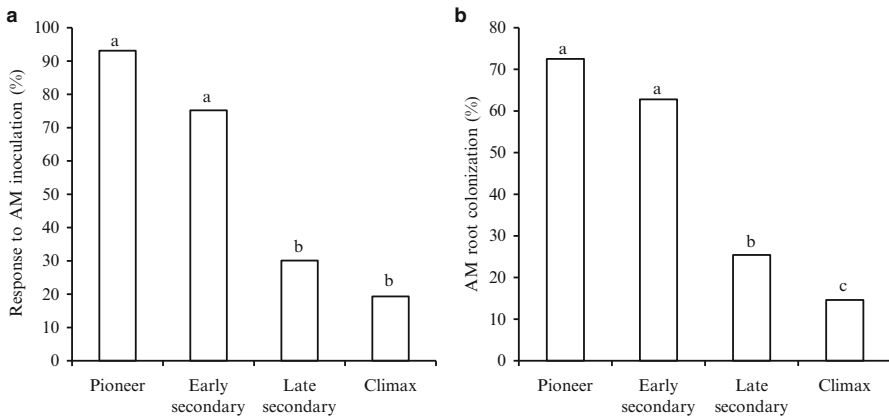 a
Response to AM inoculation (%)
100
90
80
70
60
50
40
30
20
10
0
a
a
b
b
Pioneer
Early
secondary
Late
secondary
Climax
b
AM root colonization (%)
80
70
60
50
40
30
20
10
0
a
a
b
c
Pioneer
Early
secondary
Late
secondary
Climax